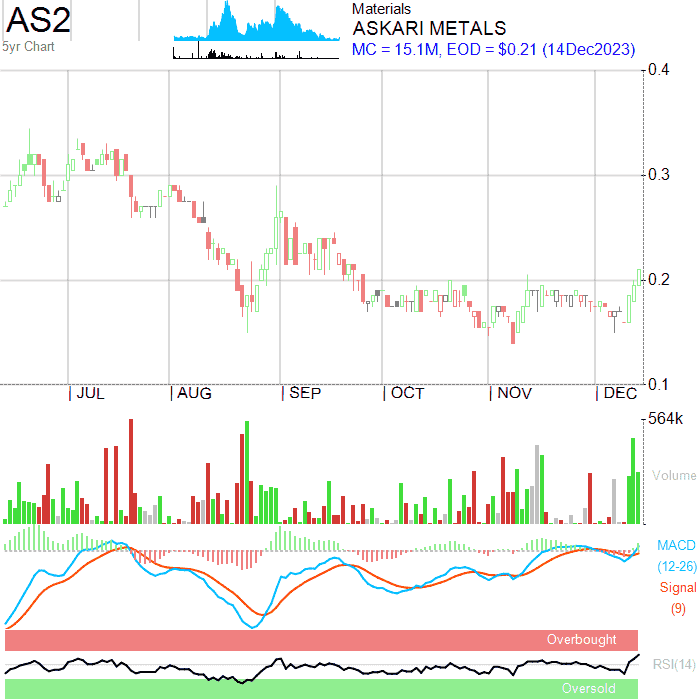 AS2
5yr Chart
Materials
ASKARI METALS
MC = 15.1M, EOD = $0.21 (14Dec2023)
0.4
0.3
0.2
0.1
JUL AUG SEP OCT NOV DEC
564k
Volume
MACD
(12-26)
Signal
(9)
Overbought
RSI(14)
Oversold